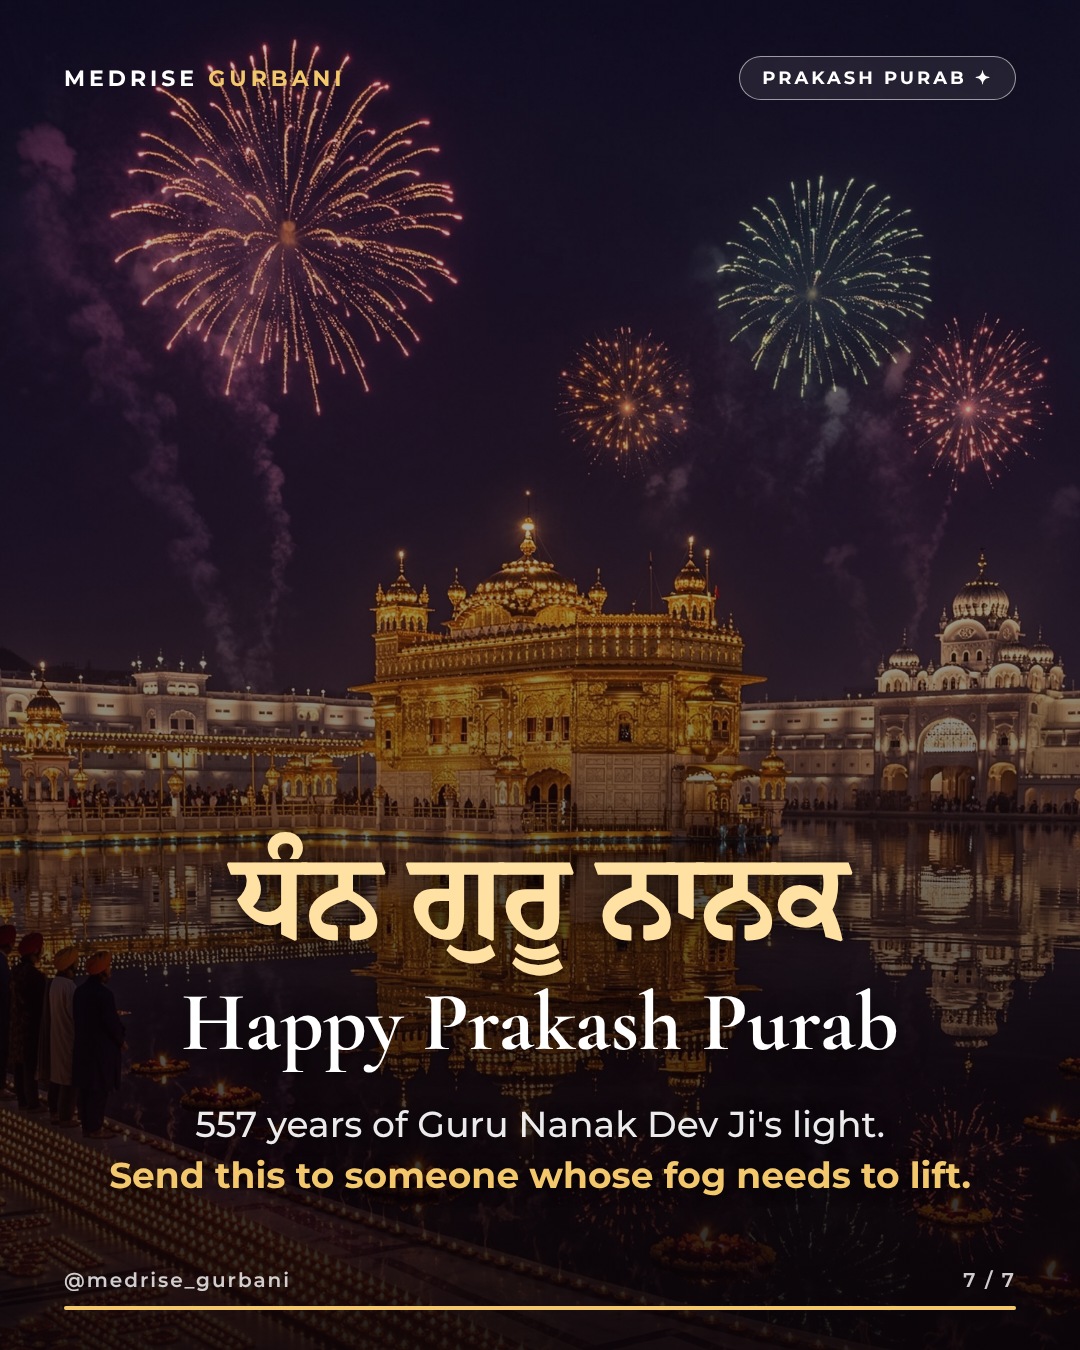 MEDRISE GURBANI
PRAKASH PURAB ✦
ਧੰਨ ਗੁਰੂ ਨਾਨਕ
Happy Prakash Purab
557 years of Guru Nanak Dev Ji's light.
Send this to someone whose fog needs to lift.
@medrise_gurbani
7 / 7